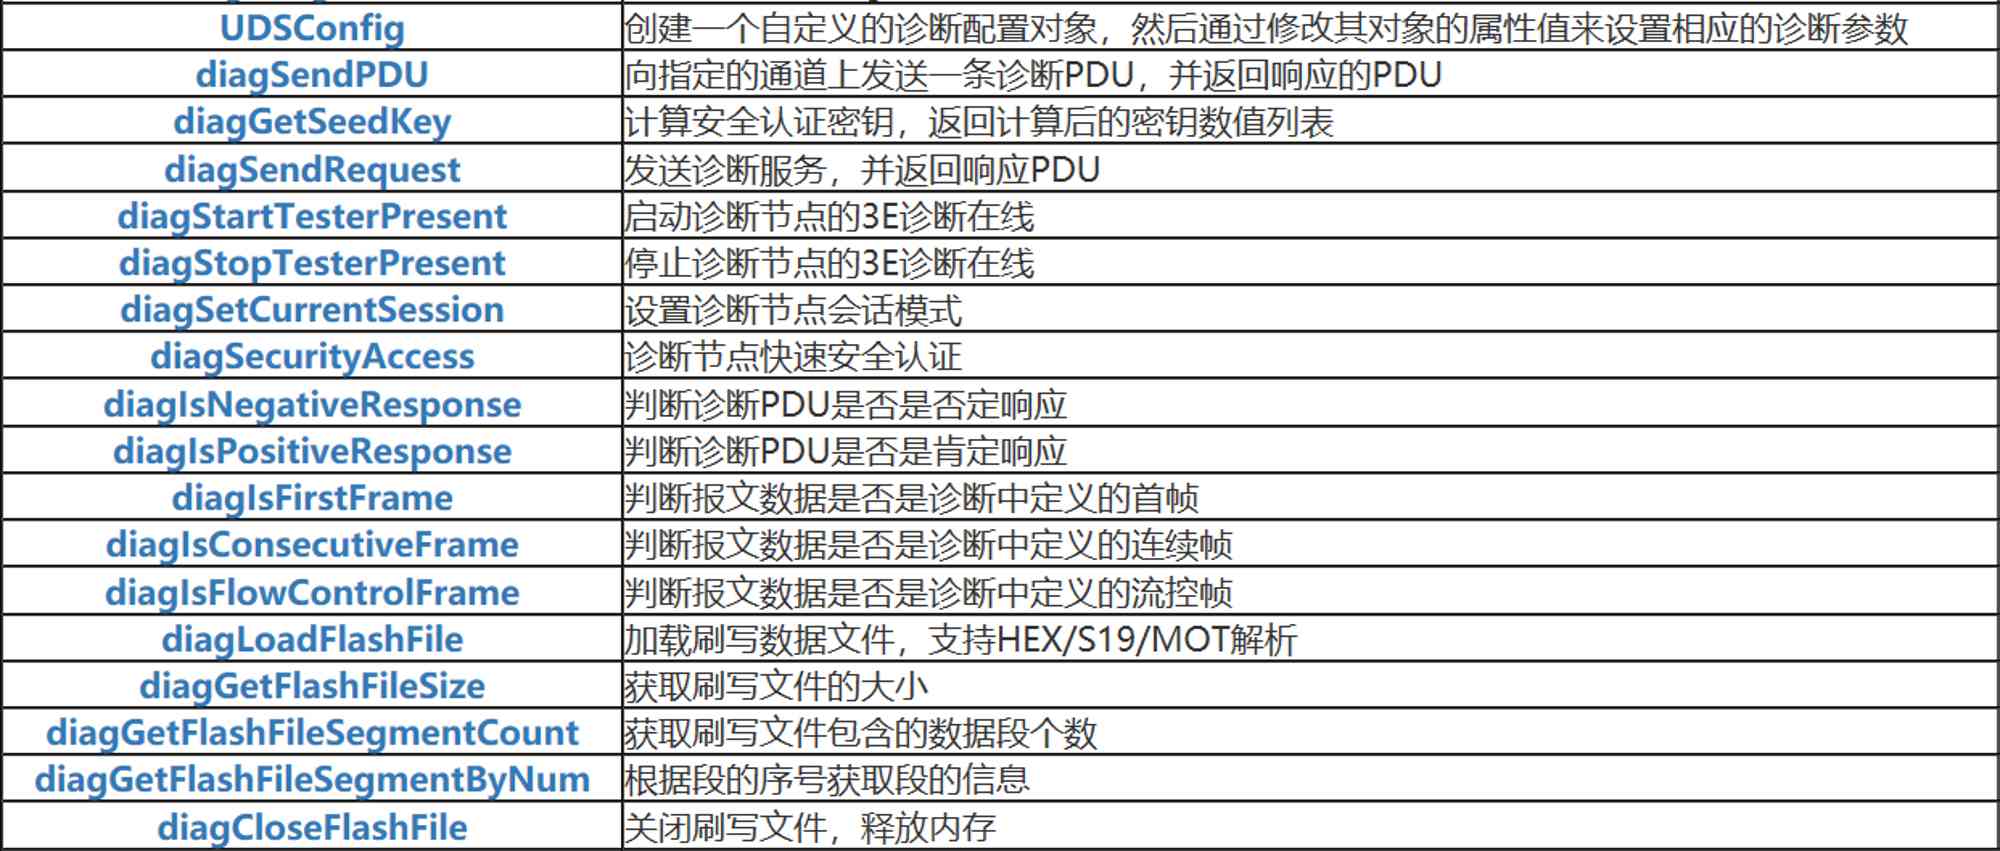 UDSConfig 创建一个自定义的诊断配置对象，然后通过修改其对象的属性值来设置相应的诊断参数
diagSendPDU 向指定的通道上发送一条诊断PDU，并返回响应的PDU
diagGetSeedKey 计算安全认证密钥，返回计算后的密钥数值列表
diagSendRequest 发送诊断服务，并返回响应PDU
diagStartTesterPresent 启动诊断节点的3E诊断在线
diagStopTesterPresent 停止诊断节点的3E诊断在线
diagSetCurrentSession 设置诊断节点会话模式
diagSecurityAccess 诊断节点快速安全认证
diagIsNegativeResponse 判断诊断PDU是否是否定响应
diagIsPositiveResponse 判断诊断PDU是否是肯定响应
diagIsFirstFrame 判断报文数据是否是诊断中定义的首帧
diagIsConsecutiveFrame 判断报文数据是否是诊断中定义的连续帧
diagIsFlowControlFrame 判断报文数据是否是诊断中定义的流控帧
diagLoadFlashFile 加载刷写数据文件，支持HEX/S19/MOT解析
diagGetFlashFileSize 获取刷写文件的大小
diagGetFlashFileSegmentCount 获取刷写文件包含的数据段个数
diagGetFlashFileSegmentByNum 根据段的序号获取段的信息
diagCloseFlashFile 关闭刷写文件，释放内存